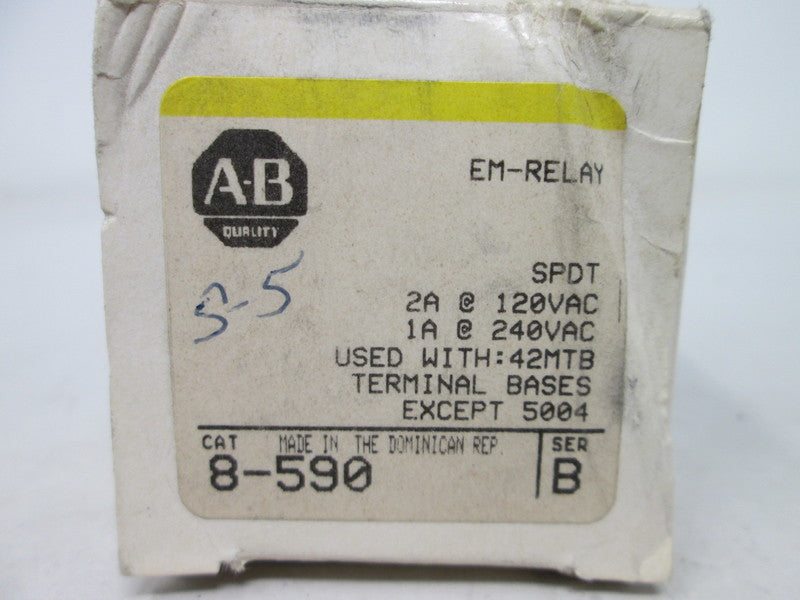 A-B
QUALITY
EM-RELAY
5-5
SPDT
2A @ 120VAC
1A @ 240VAC
USED WITH:42MTB
TERMINAL BASES
EXCEPT 5004
CAT MADE IN THE DOMINICAN REP. SER
8-590 B